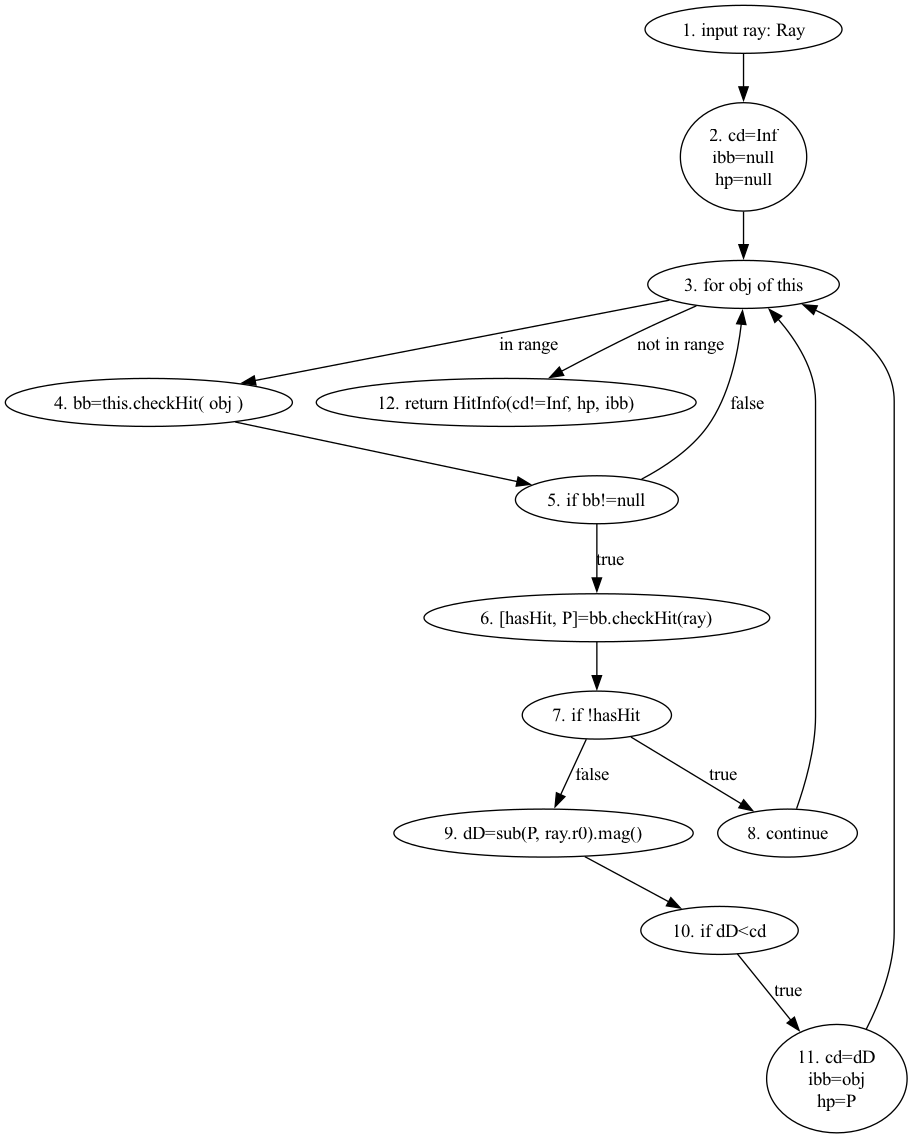 1. input ray: Ray
2. cd=Inf
ibb=null
hp=null
3. for obj of this
in range
not in range
4. bb=this.checkHit( obj )
12. return HitInfo(cd!=Inf, hp, ibb)
false
5. if bb!=null
true
6. [hasHit, P]=bb.checkHit(ray)
7. if !hasHit
false
true
9. dD=sub(P, ray.r0).mag()
8. continue
10. if dD<cd
true
11. cd=dD
ibb=obj
hp=P